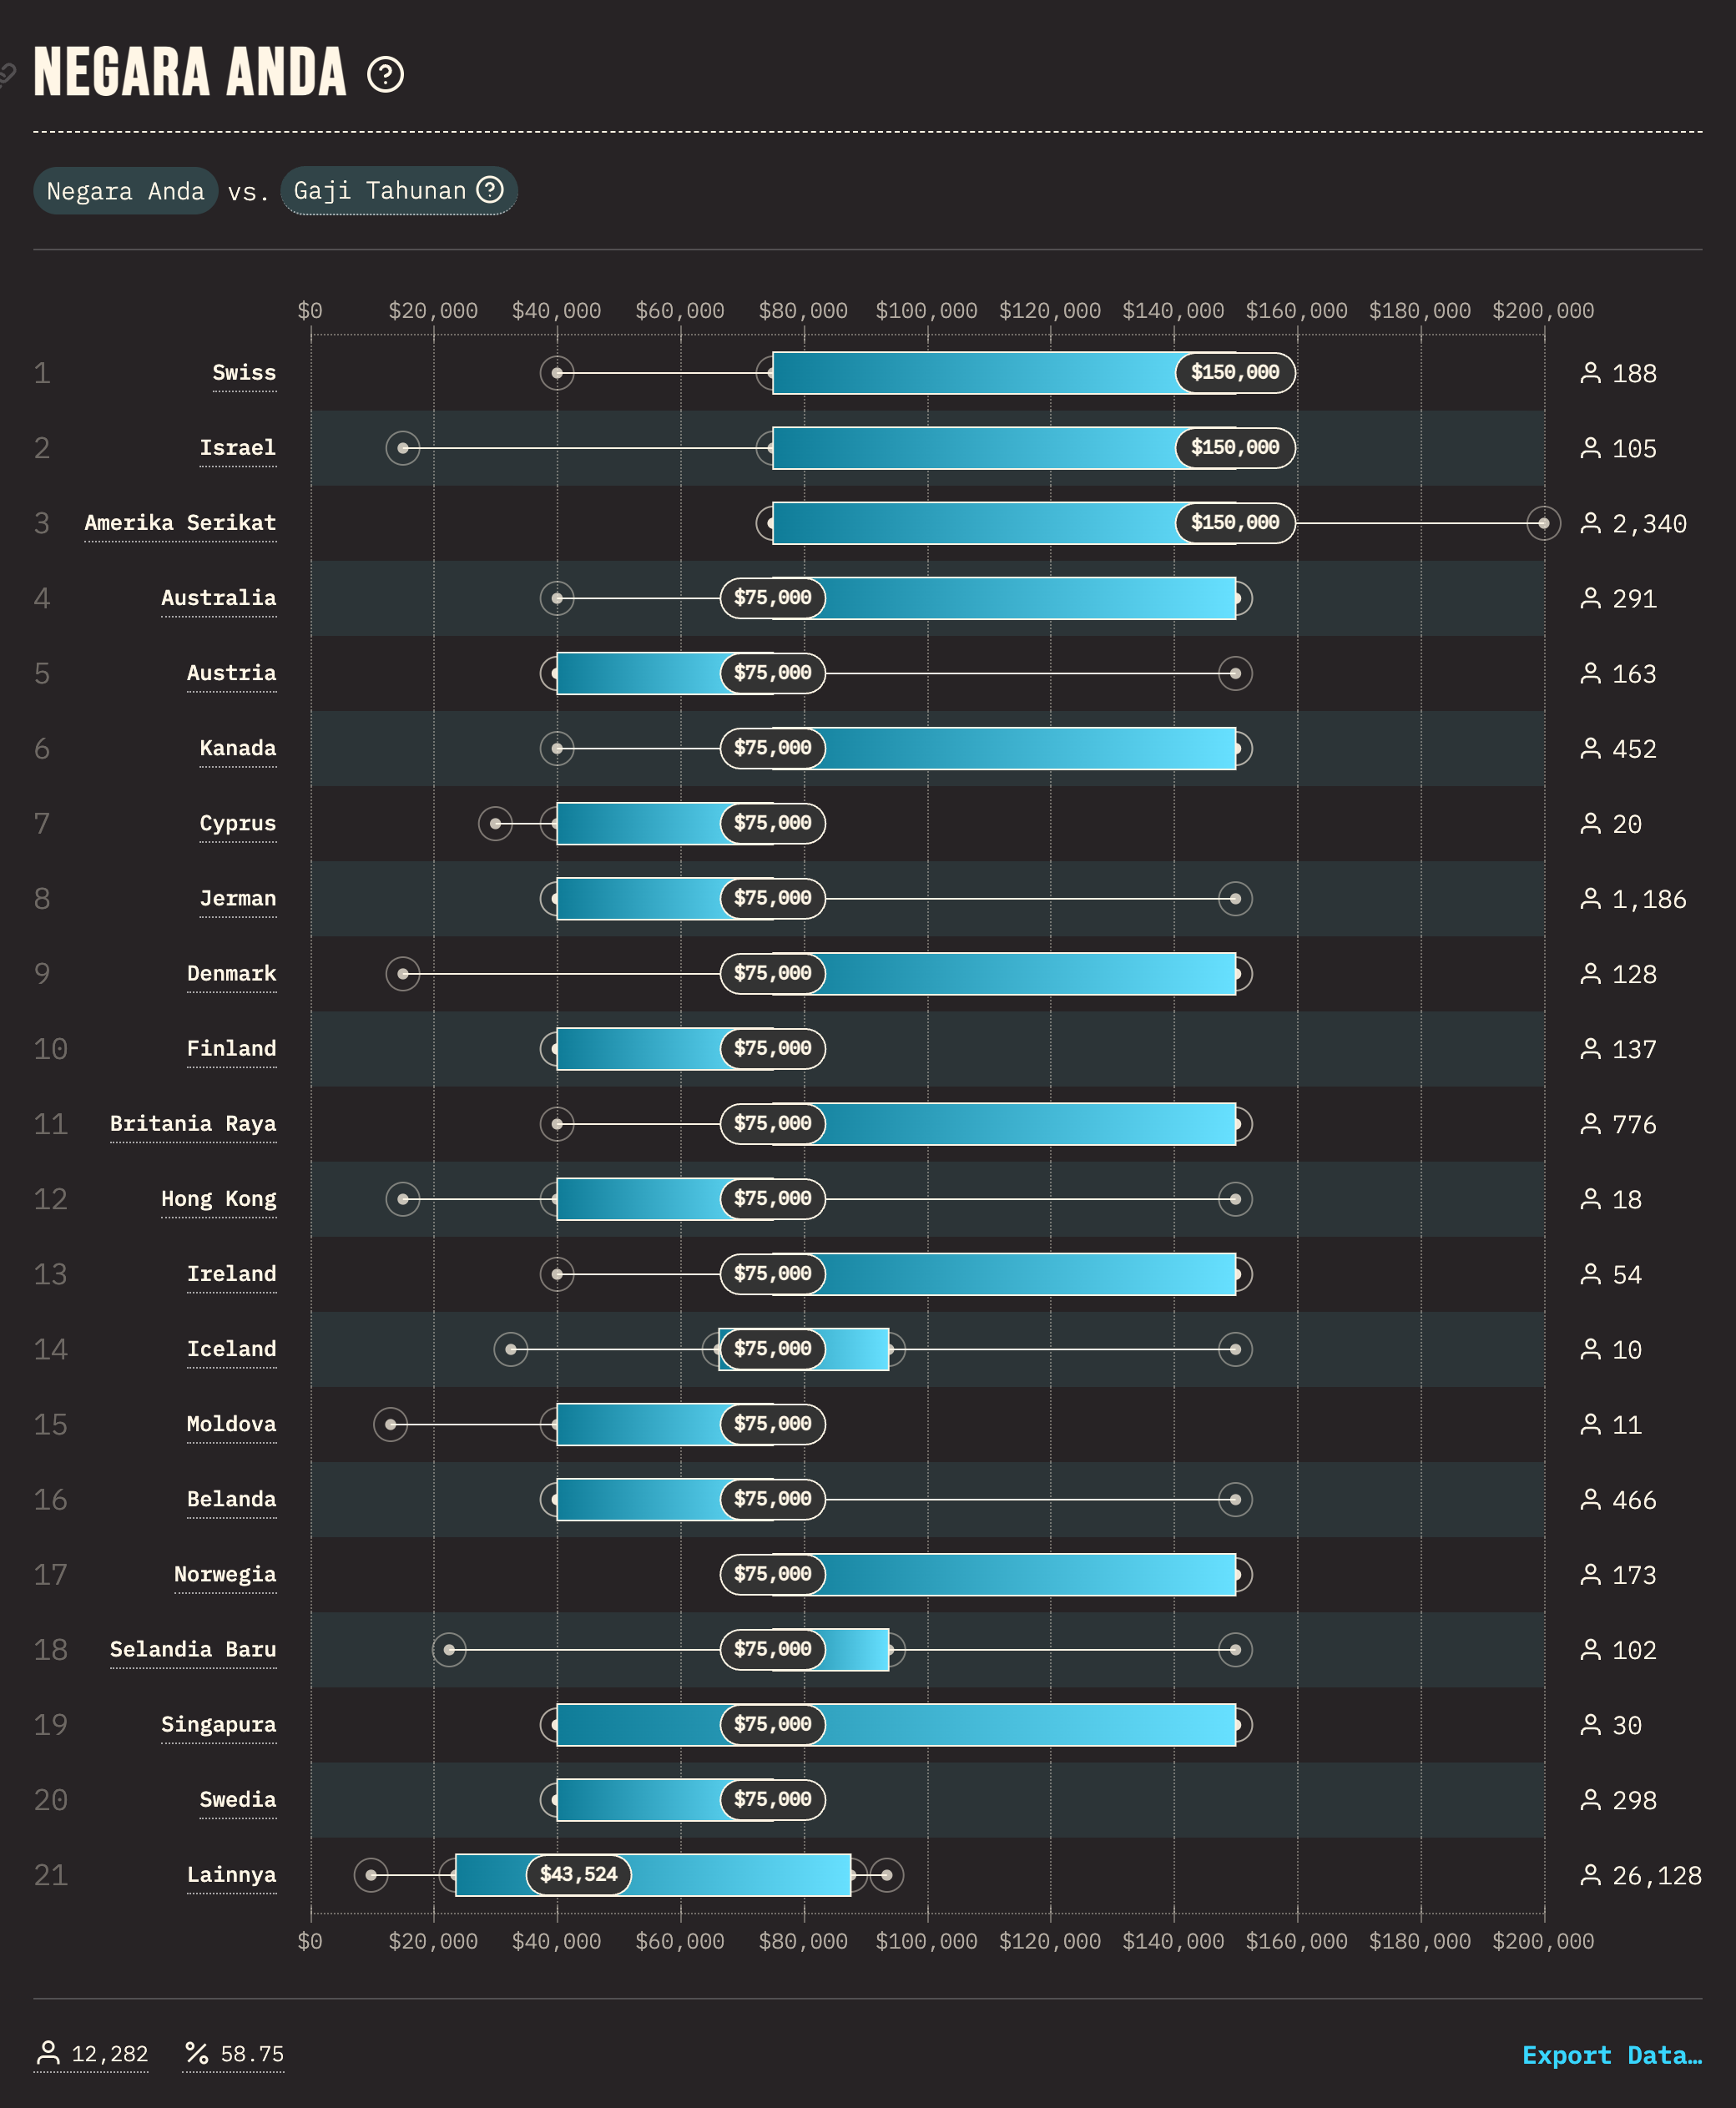 NEGARA ANDA ?
Negara Anda vs. Gaji Tahunan ?
$0 $20,000 $40,000 $60,000 $80,000 $100,000 $120,000 $140,000 $160,000 $180,000 $200,000
1 Swiss $150,000 188
2 Israel $150,000 105
3 Amerika Serikat $150,000 2,340
4 Australia $75,000 291
5 Austria $75,000 163
6 Kanada $75,000 452
7 Cyprus $75,000 20
8 Jerman $75,000 1,186
9 Denmark $75,000 128
10 Finland $75,000 137
11 Britania Raya $75,000 776
12 Hong Kong $75,000 18
13 Ireland $75,000 54
14 Iceland $75,000 10
15 Moldova $75,000 11
16 Belanda $75,000 466
17 Norwegia $75,000 173
18 Selandia Baru $75,000 102
19 Singapura $75,000 30
20 Swedia $75,000 298
21 Lainnya $43,524 26,128
$0 $20,000 $40,000 $60,000 $80,000 $100,000 $120,000 $140,000 $160,000 $180,000 $200,000
12,282 % 58.75 Export Data…